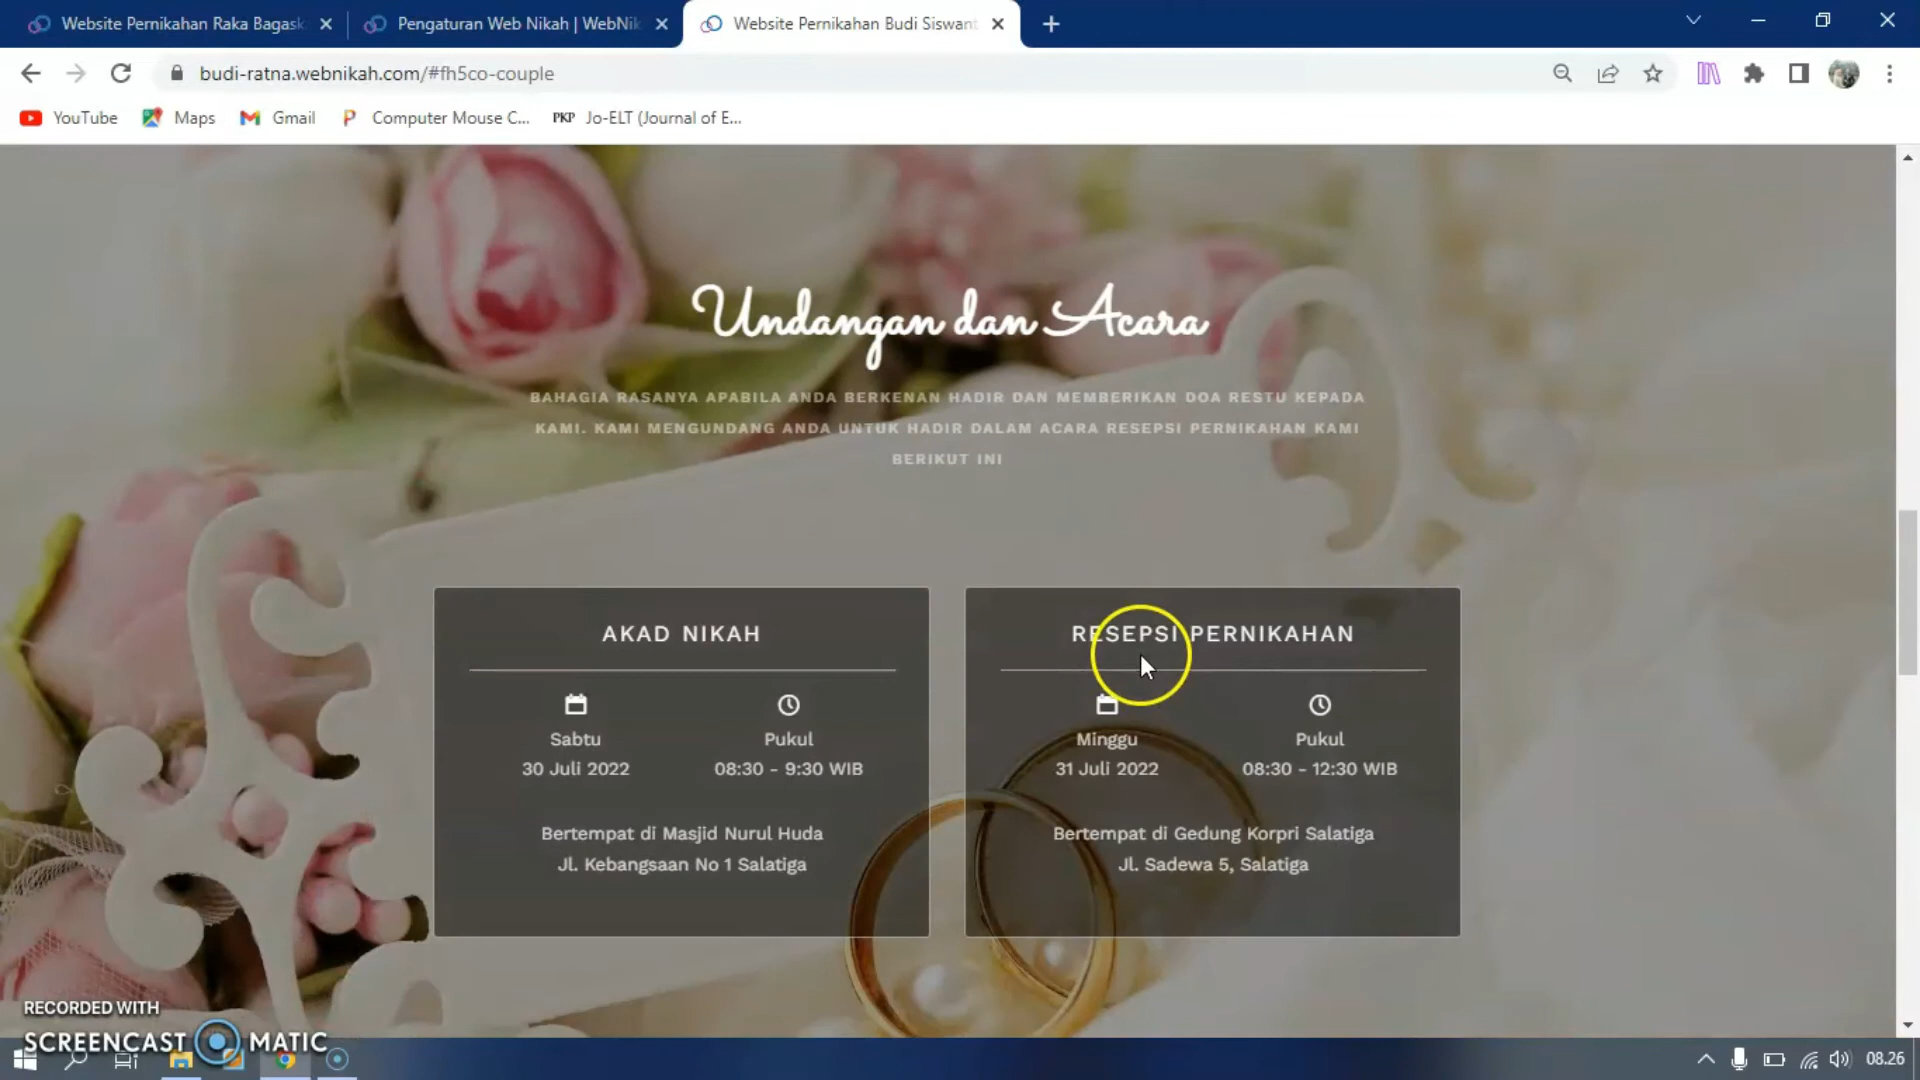 Website Pernikahan Raka Bagask
Pengaturan Web Nikah | WebNik
Website Pernikahan Budi Siswant
budi-ratna.webnikah.com/#fh5co-couple
YouTube
Maps
Gmail
Computer Mouse C...
PKP Jo-ELT (Journal of E...
Undangan dan Acara
BAHAGIA RASANYA APABILA ANDA BERKENAN HADIR DAN MEMBERIKAN DOA RESTU KEPADA
KAMI. KAMI MENGUNDANG ANDA UNTUK HADIR DALAM ACARA RESEPSI PERNIKAHAN KAMI
BERIKUT INI
AKAD NIKAH
Sabtu
30 Juli 2022
Pukul
08:30 - 9:30 WIB
Bertempat di Masjid Nurul Huda
Jl. Kebangsaan No 1 Salatiga
RESEPSI PERNIKAHAN
Minggu
31 Juli 2022
Pukul
08:30 - 12:30 WIB
Bertempat di Gedung Korpri Salatiga
Jl. Sadewa 5, Salatiga
RECORDED WITH
SCREENCAST MATIC
08.26